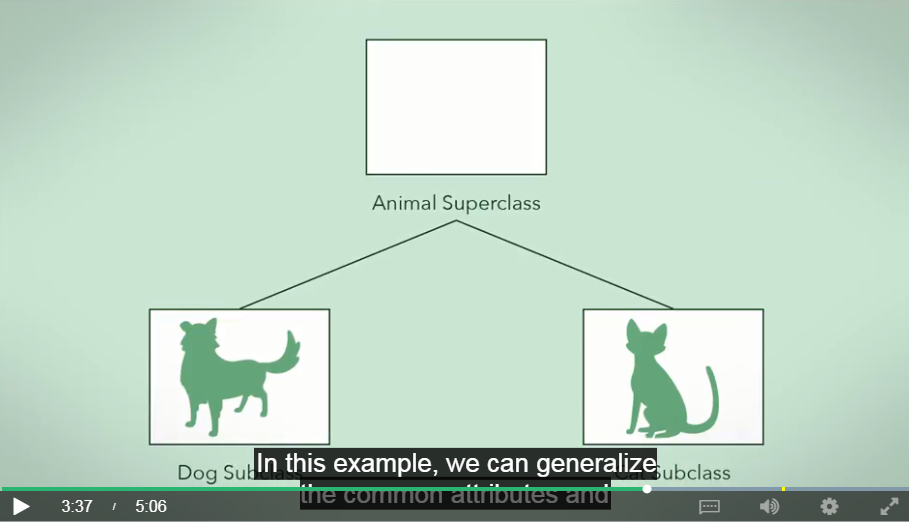 Animal Superclass
Dog Sub
Cat Subclass
In this example, we can generalize
the common attributes and
3:37 / 5:06